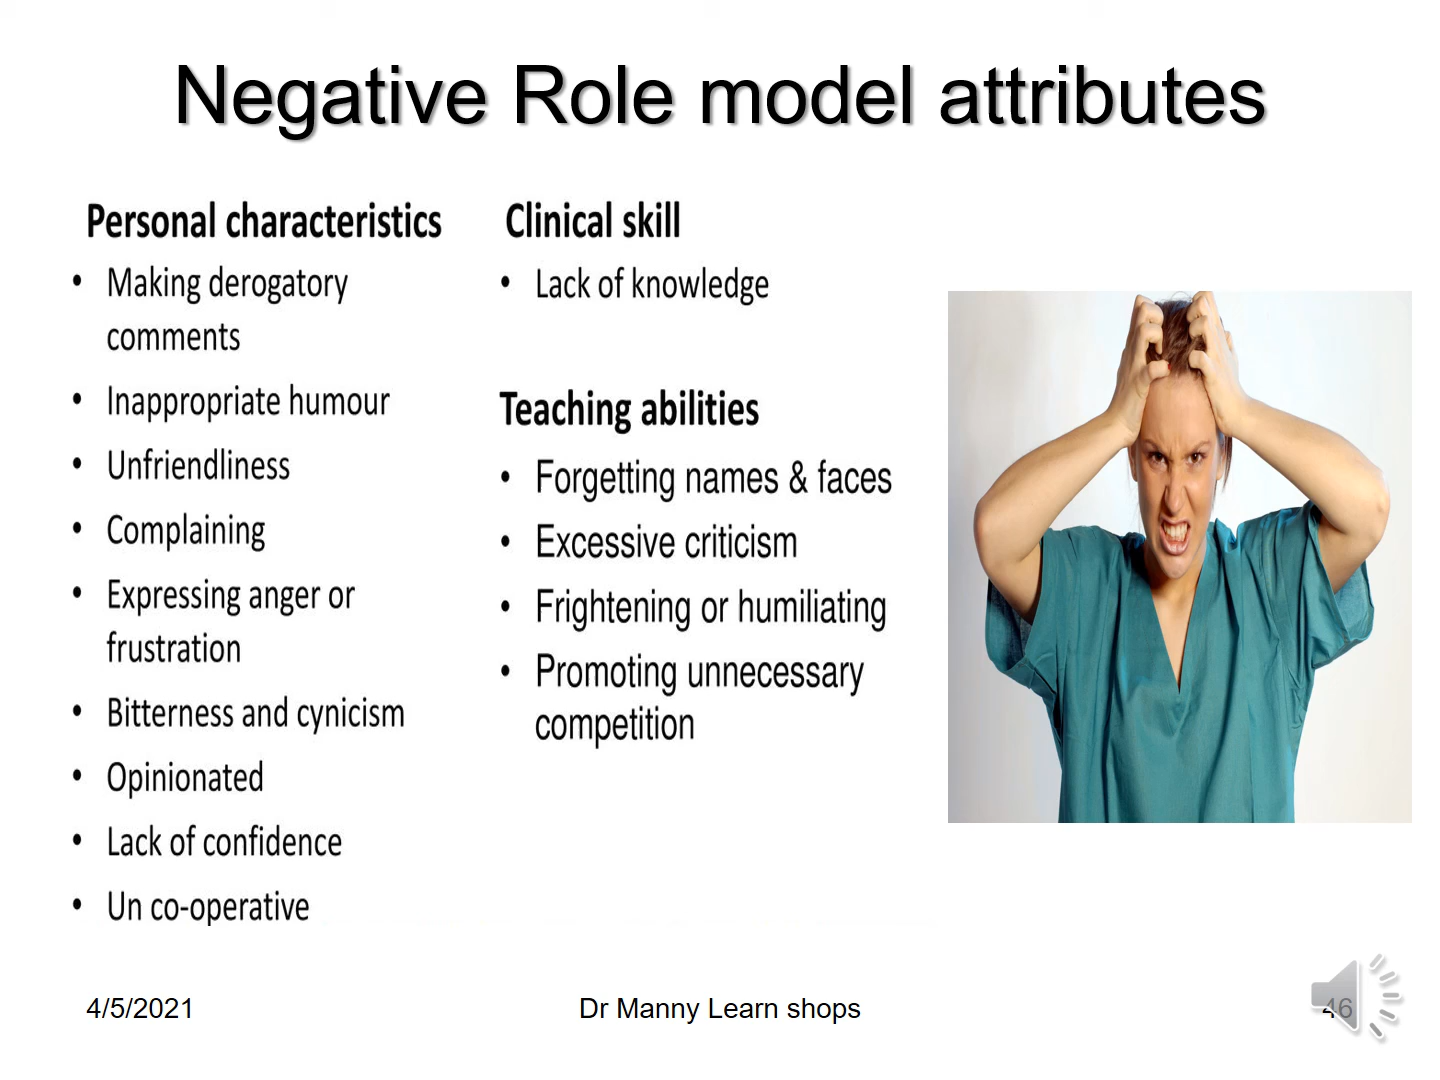 Negative Role model attributes
Personal characteristics
• Making derogatory
comments
• Inappropriate humour
• Unfriendliness
• Complaining
• Expressing anger or
frustration
• Bitterness and cynicism
• Opinionated
• Lack of confidence
• Un co-operative
Clinical skill
• Lack of knowledge
Teaching abilities
• Forgetting names & faces
• Excessive criticism
• Frightening or humiliating
• Promoting unnecessary
competition
4/5/2021
Dr Manny Learn shops
46